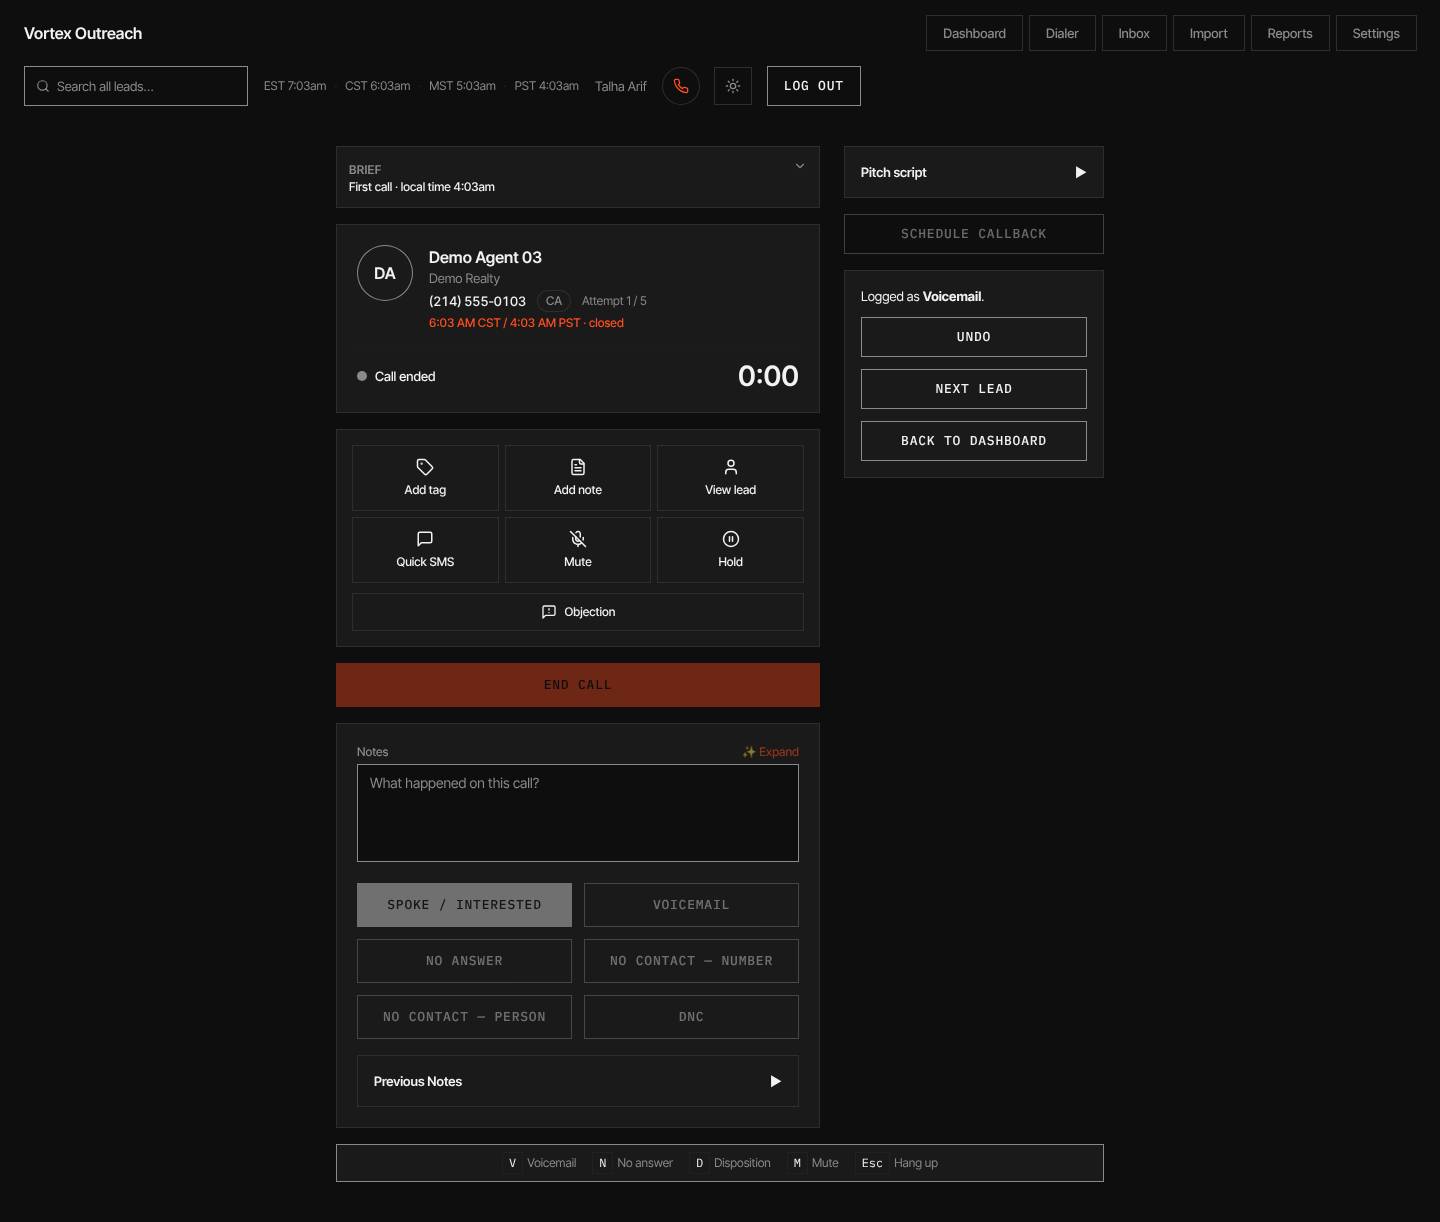 Vortex Outreach
Dashboard
Dialer
Inbox
Import
Reports
Settings
Search all leads...
EST 7:03am · CST 6:03am · MST 5:03am · PST 4:03am
Talha Arif
LOG OUT
BRIEF
First call · local time 4:03am
DA
Demo Agent 03
Demo Realty
(214) 555-0103 CA Attempt 1 / 5
6:03 AM CST / 4:03 AM PST · closed
Call ended
0:00
Add tag
Add note
View lead
Quick SMS
Mute
Hold
Objection
END CALL
Notes
✨ Expand
What happened on this call?
SPOKE / INTERESTED
VOICEMAIL
NO ANSWER
NO CONTACT — NUMBER
NO CONTACT — PERSON
DNC
Previous Notes
Pitch script
SCHEDULE CALLBACK
Logged as Voicemail.
UNDO
NEXT LEAD
BACK TO DASHBOARD
V Voicemail N No answer D Disposition M Mute Esc Hang up